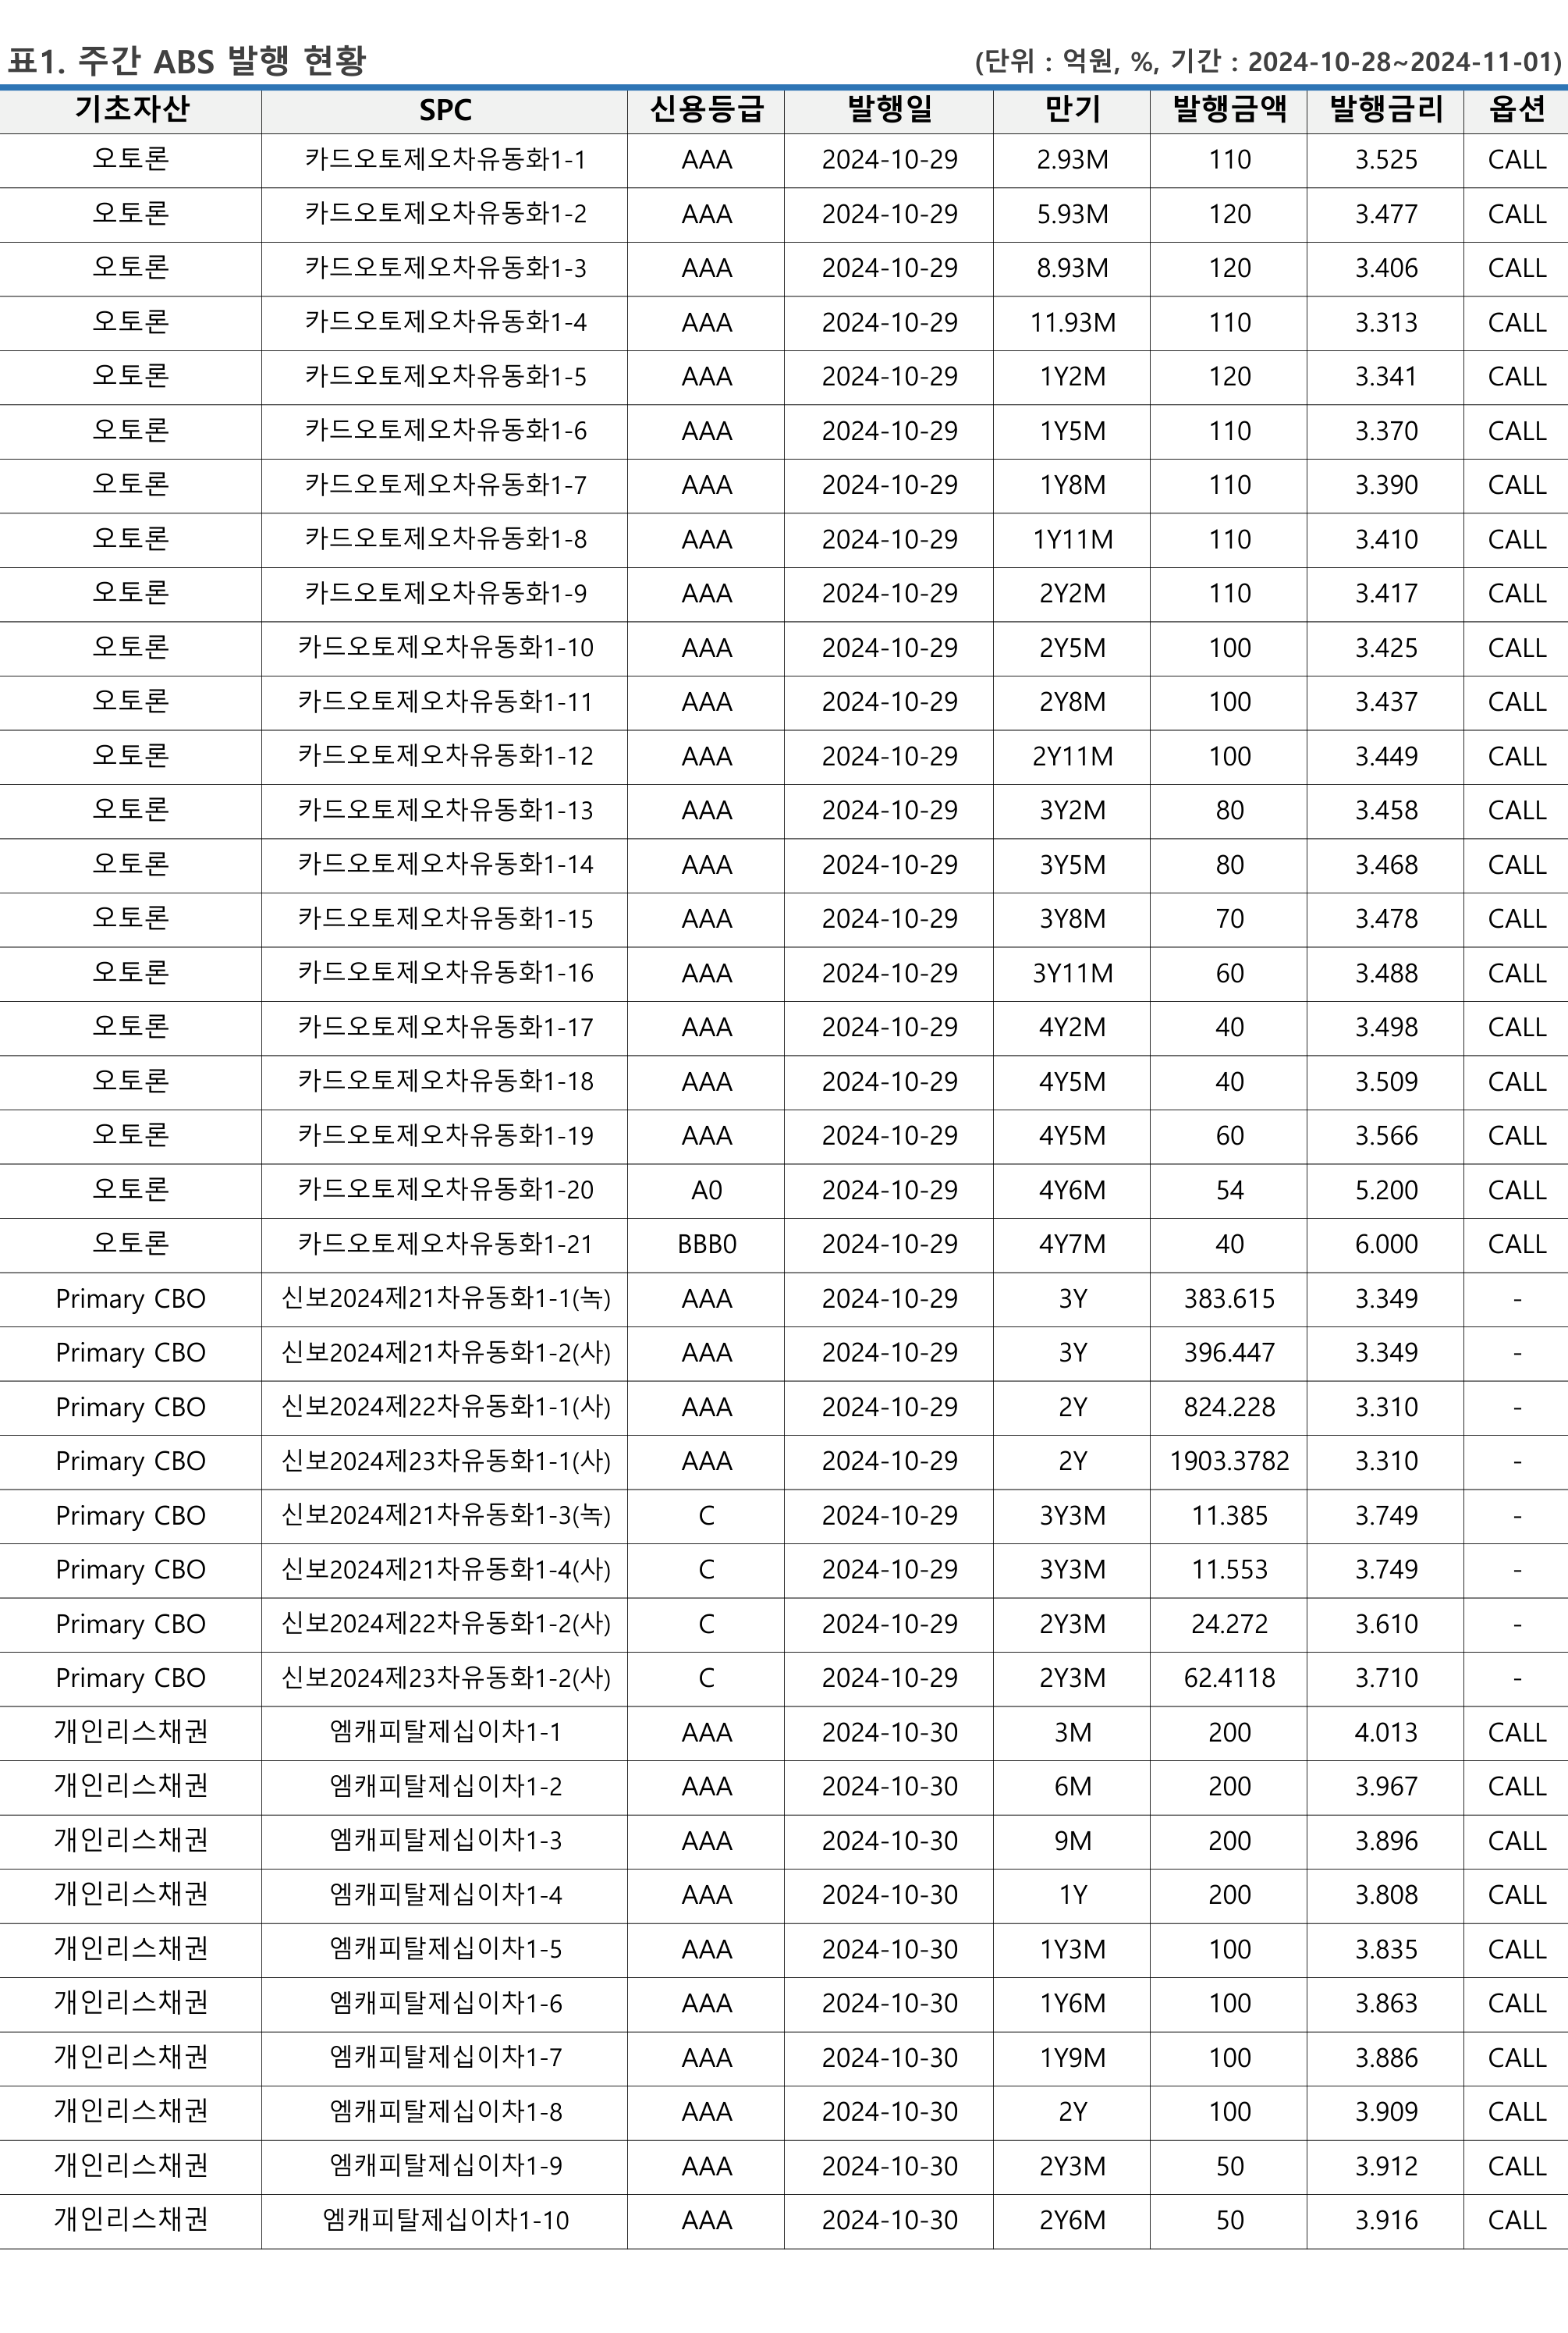 표1. 주간 ABS 발행 현황 (단위 : 억원, %, 기간 : 2024-10-28~2024-11-01)
기초자산 SPC 신용등급 발행일 만기 발행금액 발행금리 옵션
오토론 카드오토제오차유동화1-1 AAA 2024-10-29 2.93M 110 3.525 CALL
오토론 카드오토제오차유동화1-2 AAA 2024-10-29 5.93M 120 3.477 CALL
오토론 카드오토제오차유동화1-3 AAA 2024-10-29 8.93M 120 3.406 CALL
오토론 카드오토제오차유동화1-4 AAA 2024-10-29 11.93M 110 3.313 CALL
오토론 카드오토제오차유동화1-5 AAA 2024-10-29 1Y2M 120 3.341 CALL
오토론 카드오토제오차유동화1-6 AAA 2024-10-29 1Y5M 110 3.370 CALL
오토론 카드오토제오차유동화1-7 AAA 2024-10-29 1Y8M 110 3.390 CALL
오토론 카드오토제오차유동화1-8 AAA 2024-10-29 1Y11M 110 3.410 CALL
오토론 카드오토제오차유동화1-9 AAA 2024-10-29 2Y2M 110 3.417 CALL
오토론 카드오토제오차유동화1-10 AAA 2024-10-29 2Y5M 100 3.425 CALL
오토론 카드오토제오차유동화1-11 AAA 2024-10-29 2Y8M 100 3.437 CALL
오토론 카드오토제오차유동화1-12 AAA 2024-10-29 2Y11M 100 3.449 CALL
오토론 카드오토제오차유동화1-13 AAA 2024-10-29 3Y2M 80 3.458 CALL
오토론 카드오토제오차유동화1-14 AAA 2024-10-29 3Y5M 80 3.468 CALL
오토론 카드오토제오차유동화1-15 AAA 2024-10-29 3Y8M 70 3.478 CALL
오토론 카드오토제오차유동화1-16 AAA 2024-10-29 3Y11M 60 3.488 CALL
오토론 카드오토제오차유동화1-17 AAA 2024-10-29 4Y2M 40 3.498 CALL
오토론 카드오토제오차유동화1-18 AAA 2024-10-29 4Y5M 40 3.509 CALL
오토론 카드오토제오차유동화1-19 AAA 2024-10-29 4Y5M 60 3.566 CALL
오토론 카드오토제오차유동화1-20 A0 2024-10-29 4Y6M 54 5.200 CALL
오토론 카드오토제오차유동화1-21 BBB0 2024-10-29 4Y7M 40 6.000 CALL
Primary CBO 신보2024제21차유동화1-1(녹) AAA 2024-10-29 3Y 383.615 3.349 -
Primary CBO 신보2024제21차유동화1-2(사) AAA 2024-10-29 3Y 396.447 3.349 -
Primary CBO 신보2024제22차유동화1-1(사) AAA 2024-10-29 2Y 824.228 3.310 -
Primary CBO 신보2024제23차유동화1-1(사) AAA 2024-10-29 2Y 1903.3782 3.310 -
Primary CBO 신보2024제21차유동화1-3(녹) C 2024-10-29 3Y3M 11.385 3.749 -
Primary CBO 신보2024제21차유동화1-4(사) C 2024-10-29 3Y3M 11.553 3.749 -
Primary CBO 신보2024제22차유동화1-2(사) C 2024-10-29 2Y3M 24.272 3.610 -
Primary CBO 신보2024제23차유동화1-2(사) C 2024-10-29 2Y3M 62.4118 3.710 -
개인리스채권 엠캐피탈제십이차1-1 AAA 2024-10-30 3M 200 4.013 CALL
개인리스채권 엠캐피탈제십이차1-2 AAA 2024-10-30 6M 200 3.967 CALL
개인리스채권 엠캐피탈제십이차1-3 AAA 2024-10-30 9M 200 3.896 CALL
개인리스채권 엠캐피탈제십이차1-4 AAA 2024-10-30 1Y 200 3.808 CALL
개인리스채권 엠캐피탈제십이차1-5 AAA 2024-10-30 1Y3M 100 3.835 CALL
개인리스채권 엠캐피탈제십이차1-6 AAA 2024-10-30 1Y6M 100 3.863 CALL
개인리스채권 엠캐피탈제십이차1-7 AAA 2024-10-30 1Y9M 100 3.886 CALL
개인리스채권 엠캐피탈제십이차1-8 AAA 2024-10-30 2Y 100 3.909 CALL
개인리스채권 엠캐피탈제십이차1-9 AAA 2024-10-30 2Y3M 50 3.912 CALL
개인리스채권 엠캐피탈제십이차1-10 AAA 2024-10-30 2Y6M 50 3.916 CALL